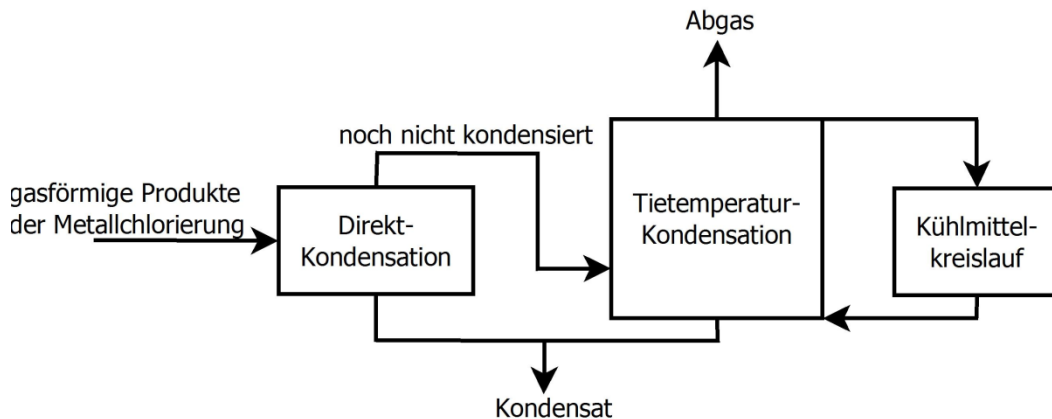 Abgas
noch nicht kondensiert
gasförmige Produkte
der Metallchlorierung
Direkt-
Kondensation
Tietemperatur-
Kondensation
Kühlmittel-
kreislauf
Kondensat